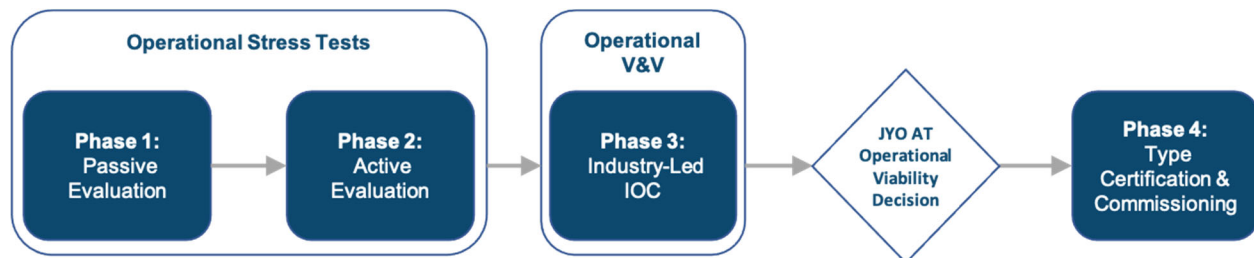 Operational Stress Tests
Phase 1:
Passive
Evaluation
Phase 2:
Active
Evaluation
Operational
V&V
Phase 3:
Industry-Led
IOC
JYO AT
Operational
Viability
Decision
Phase 4:
Type
Certification &
Commissioning